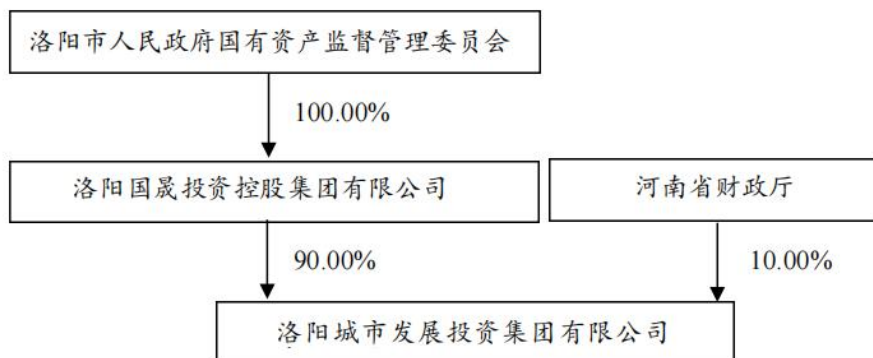 洛阳市人民政府国有资产监督管理委员会
100.00%
洛阳国晟投资控股集团有限公司
河南省财政厅
90.00%
10.00%
洛阳城市发展投资集团有限公司